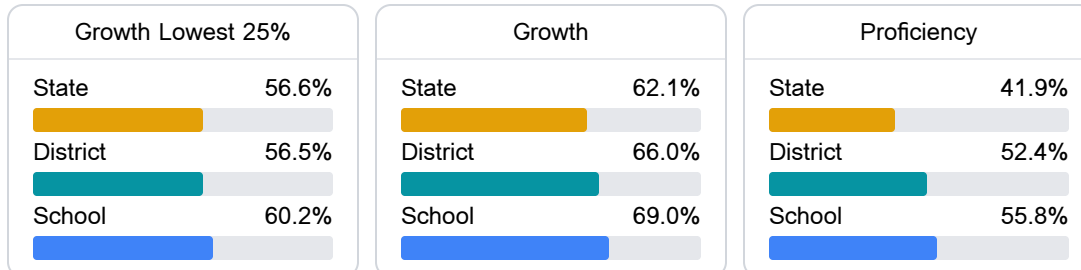 Growth Lowest 25%
State 56.6%
District 56.5%
School 60.2%
Growth
State 62.1%
District 66.0%
School 69.0%
Proficiency
State 41.9%
District 52.4%
School 55.8%